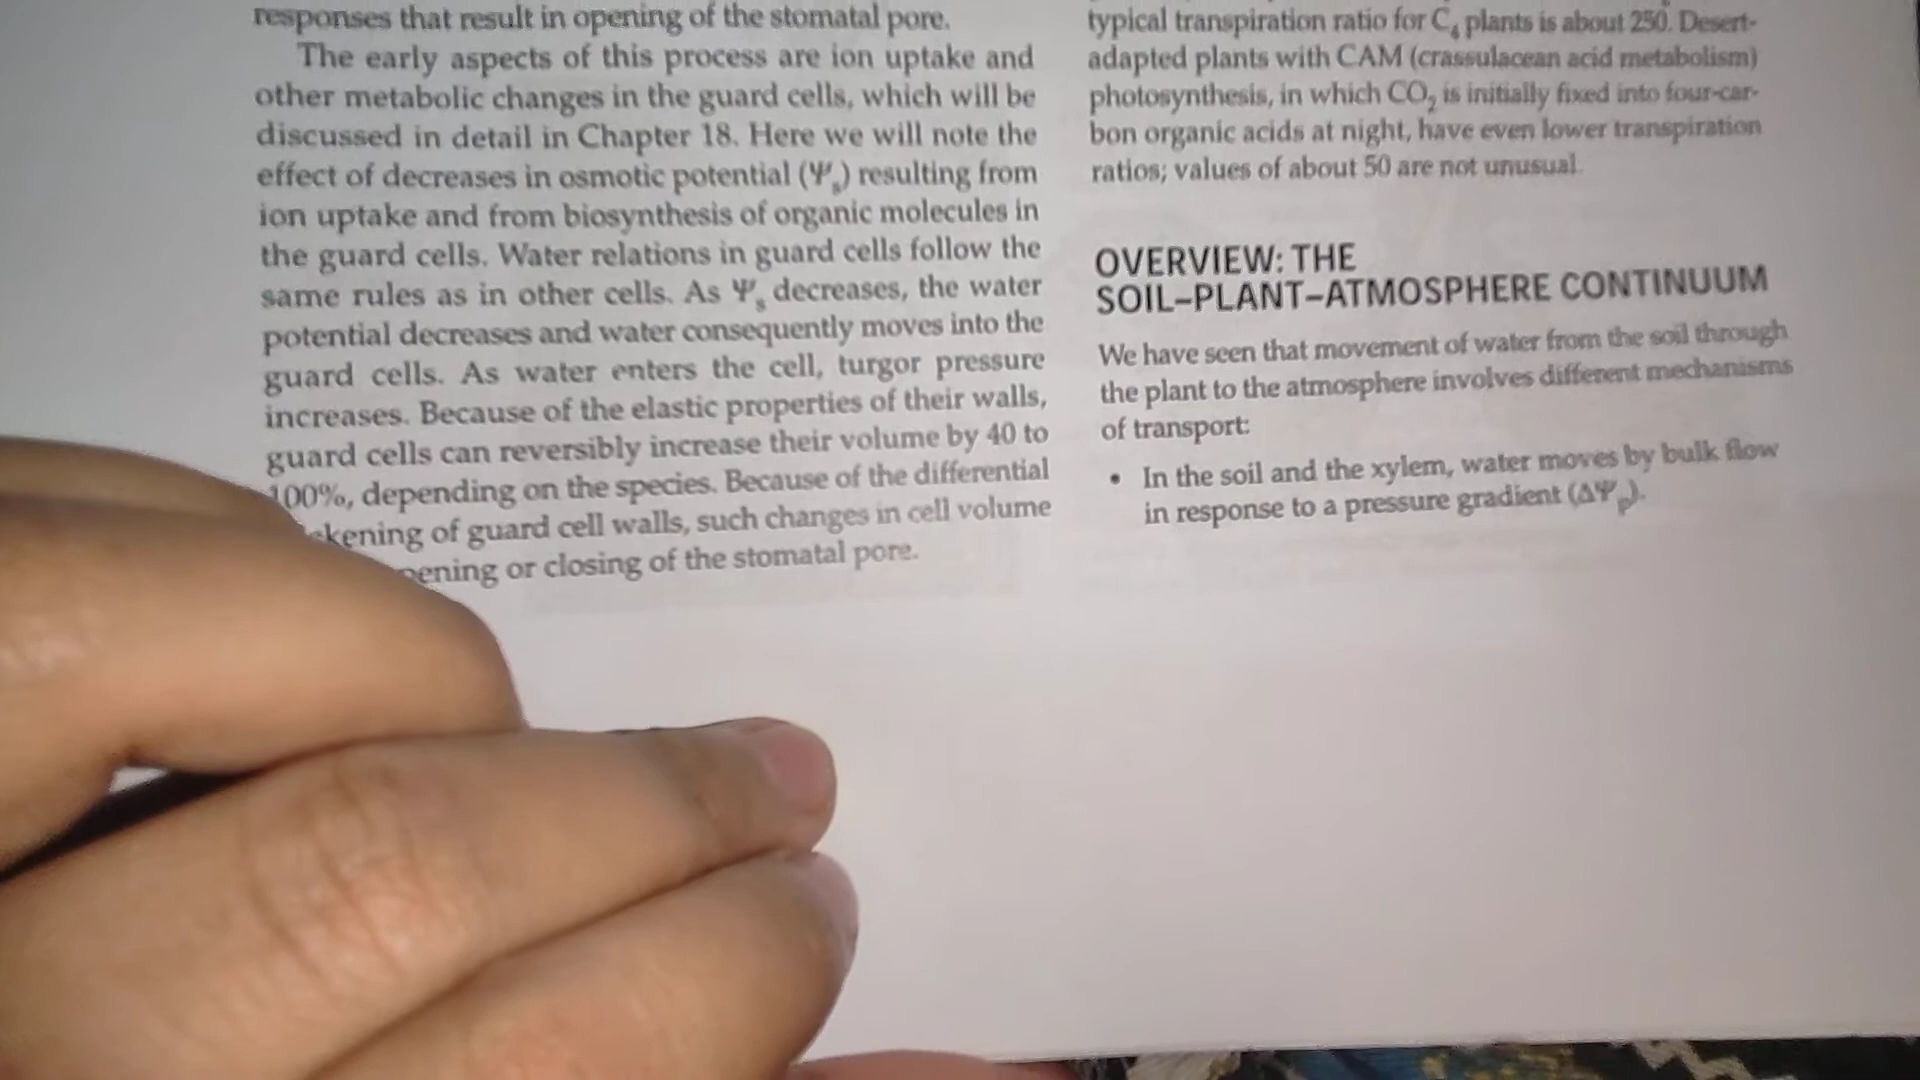 responses that result in opening of the stomatal pore.
The early aspects of this process are ion uptake and
other metabolic changes in the guard cells, which will be
discussed in detail in Chapter 18. Here we will note the
effect of decreases in osmotic potential (Ψs) resulting from
ion uptake and from biosynthesis of organic molecules in
the guard cells. Water relations in guard cells follow the
same rules as in other cells. As Ψs decreases, the water
potential decreases and water consequently moves into the
guard cells. As water enters the cell, turgor pressure
increases. Because of the elastic properties of their walls,
guard cells can reversibly increase their volume by 40 to
100%, depending on the species. Because of the differential
ckening of guard cell walls, such changes in cell volume
pening or closing of the stomatal pore.
typical transpiration ratio for C4 plants is about 250. Desert-
adapted plants with CAM (crassulacean acid metabolism)
photosynthesis, in which CO2 is initially fixed into four-car-
bon organic acids at night, have even lower transpiration
ratios; values of about 50 are not unusual.
OVERVIEW: THE
SOIL–PLANT–ATMOSPHERE CONTINUUM
We have seen that movement of water from the soil through
the plant to the atmosphere involves different mechanisms
of transport:
• In the soil and the xylem, water moves by bulk flow
in response to a pressure gradient (ΔΨp).